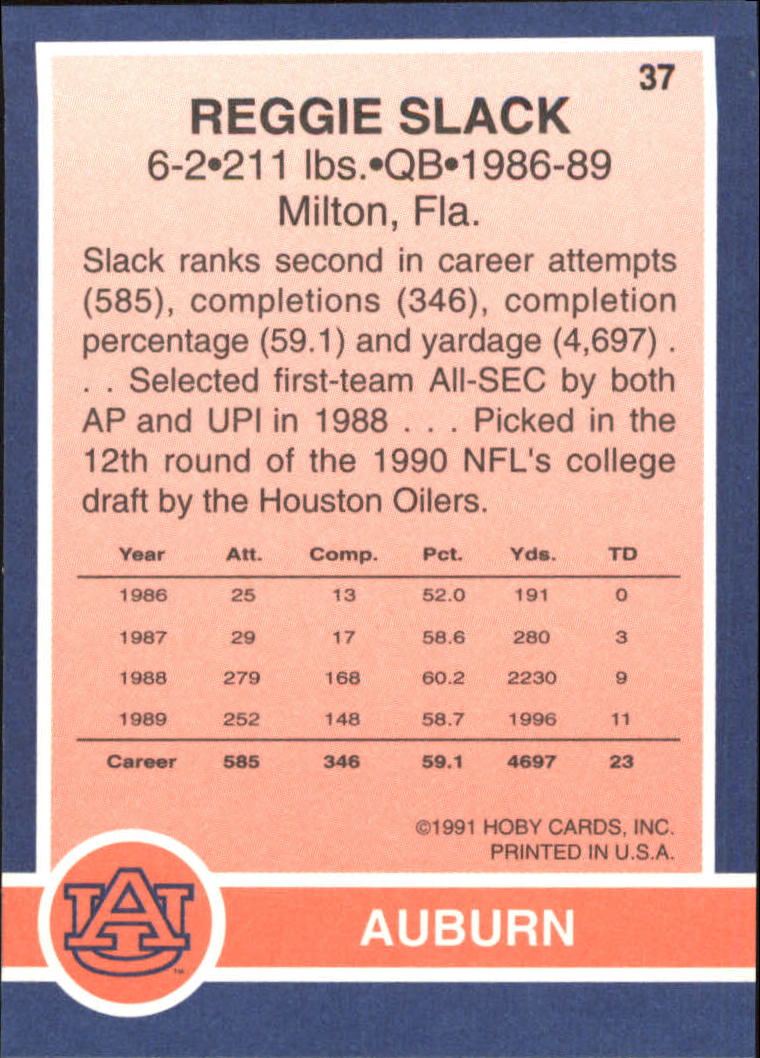 37
REGGIE SLACK
6-2•211 lbs.•QB•1986-89
Milton, Fla.
Slack ranks second in career attempts
(585), completions (346), completion
percentage (59.1) and yardage (4,697) .
. . Selected first-team All-SEC by both
AP and UPI in 1988 . . . Picked in the
12th round of the 1990 NFL's college
draft by the Houston Oilers.
Year Att. Comp. Pct. Yds. TD
1986 25 13 52.0 191 0
1987 29 17 58.6 280 3
1988 279 168 60.2 2230 9
1989 252 148 58.7 1996 11
Career 585 346 59.1 4697 23
©1991 HOBY CARDS, INC.
PRINTED IN U.S.A.
AU
™
AUBURN